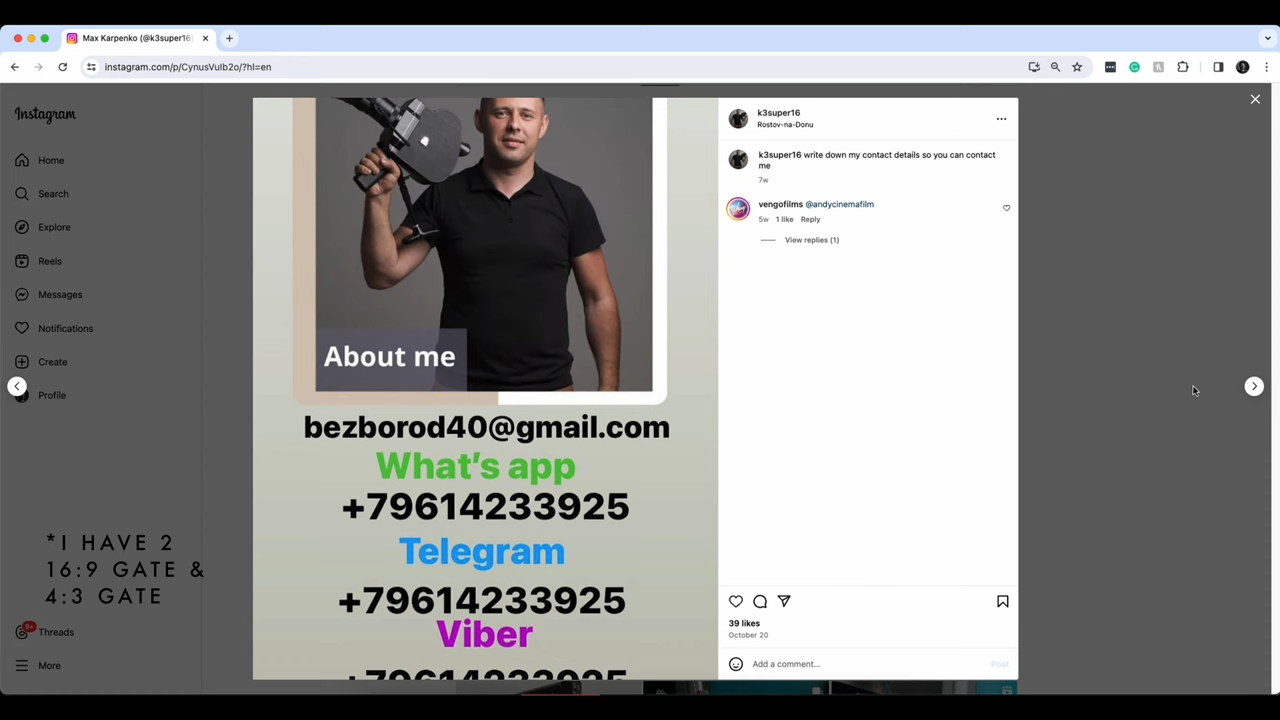 Max Karpenko (@k3super16)
instagram.com/p/CynusVulb2o/?hl=en
Instagram
Home
Search
Explore
Reels
Messages
Notifications
Create
Profile
*I HAVE 2
16:9 GATE &
4:3 GATE
9+
Threads
More
About me
bezborod40@gmail.com
What's app
+79614233925
Telegram
+79614233925
Viber
+79614233925
k3super16
Rostov-na-Donu
k3super16 write down my contact details so you can contact
me
7w
vengofilms @andycinemafilm
5w 1 like Reply
View replies (1)
39 likes
October 20
Add a comment...
Post